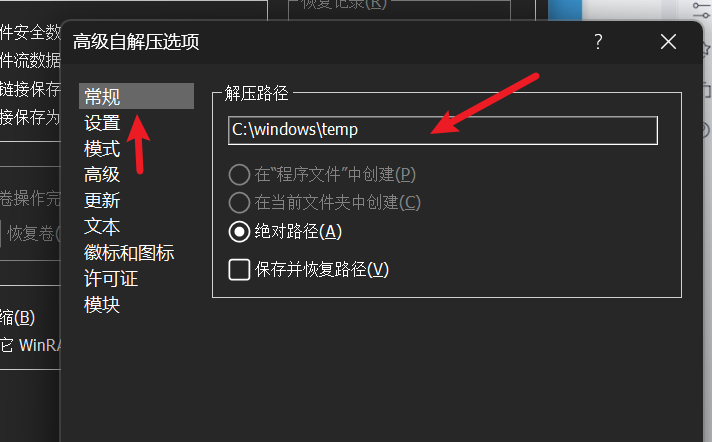 恢复记录(R)
件安全数
件流数据
链接保存
接保存为
卷操作完
恢复卷(
缩(B)
它 WinRA
高级自解压选项
?
常规
设置
模式
高级
更新
文本
徽标和图标
许可证
模块
解压路径
C:\windows\temp
在“程序文件”中创建(P)
在当前文件夹中创建(C)
绝对路径(A)
保存并恢复路径(V)